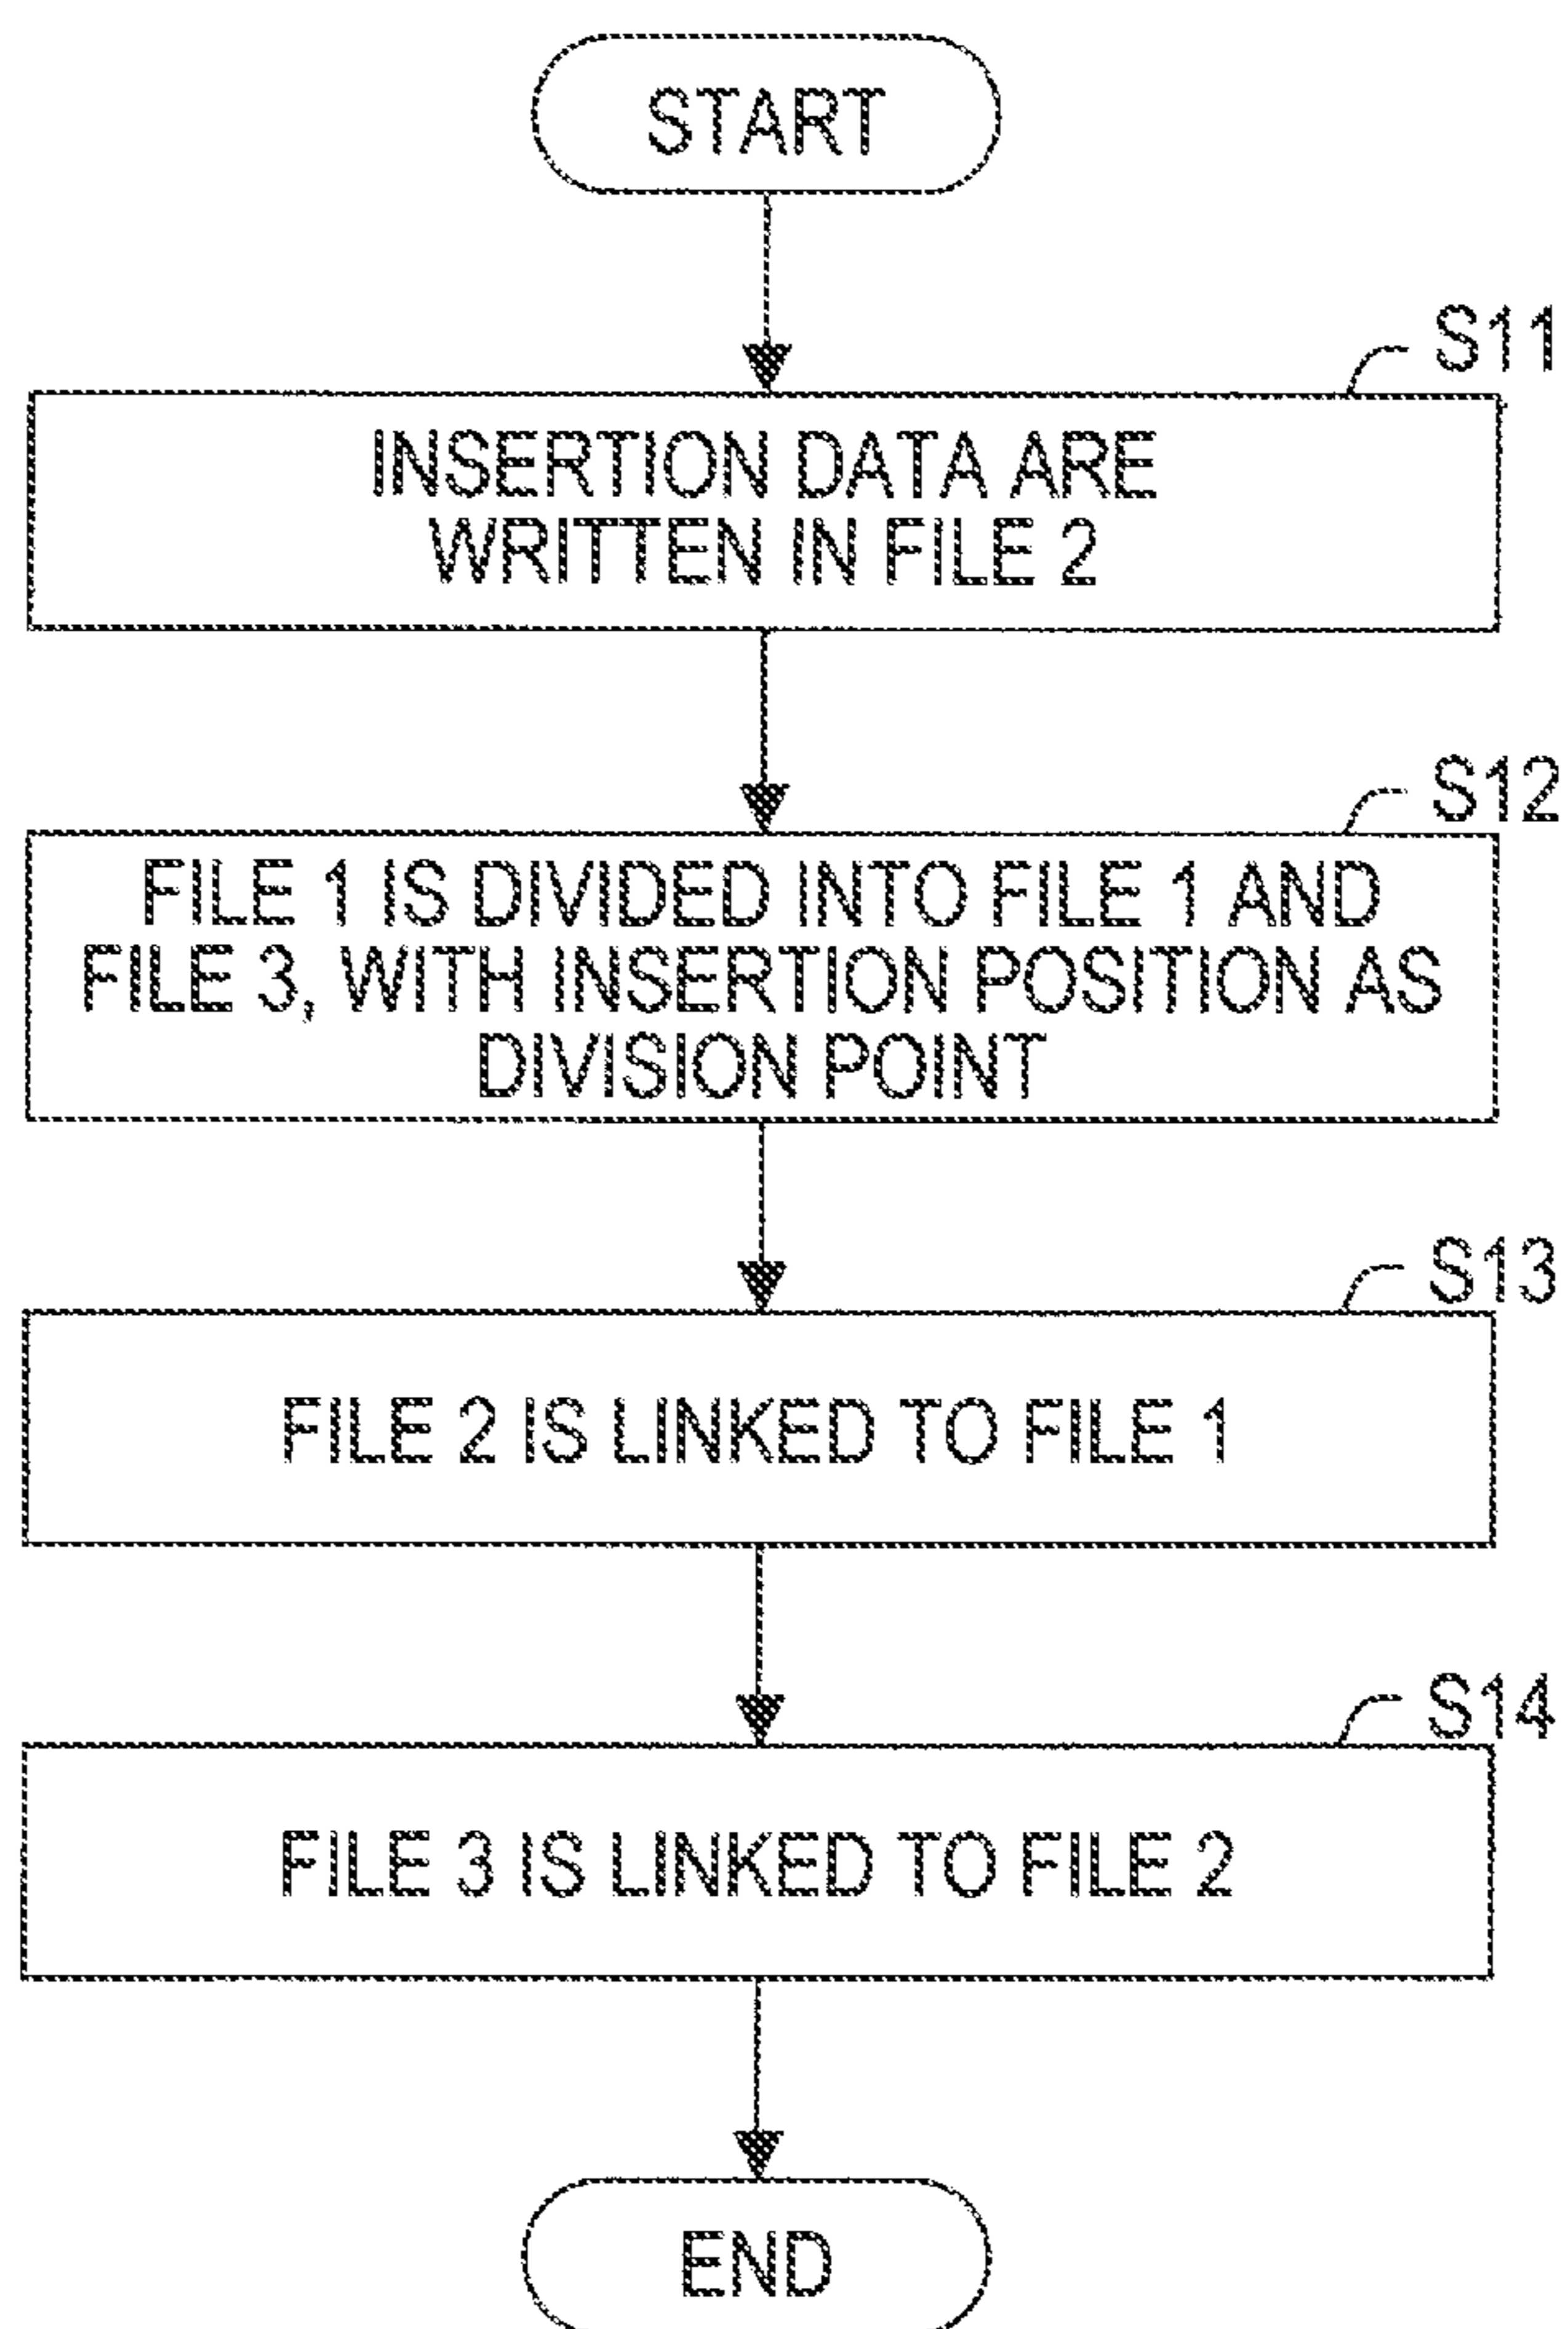 START
S11
INSERTION DATA ARE
WRITTEN IN FILE 2
S12
FILE 1 IS DIVIDED INTO FILE 1 AND
FILE 3, WITH INSERTION POSITION AS
DIVISION POINT
S13
FILE 2 IS LINKED TO FILE 1
S14
FILE 3 IS LINKED TO FILE 2
END